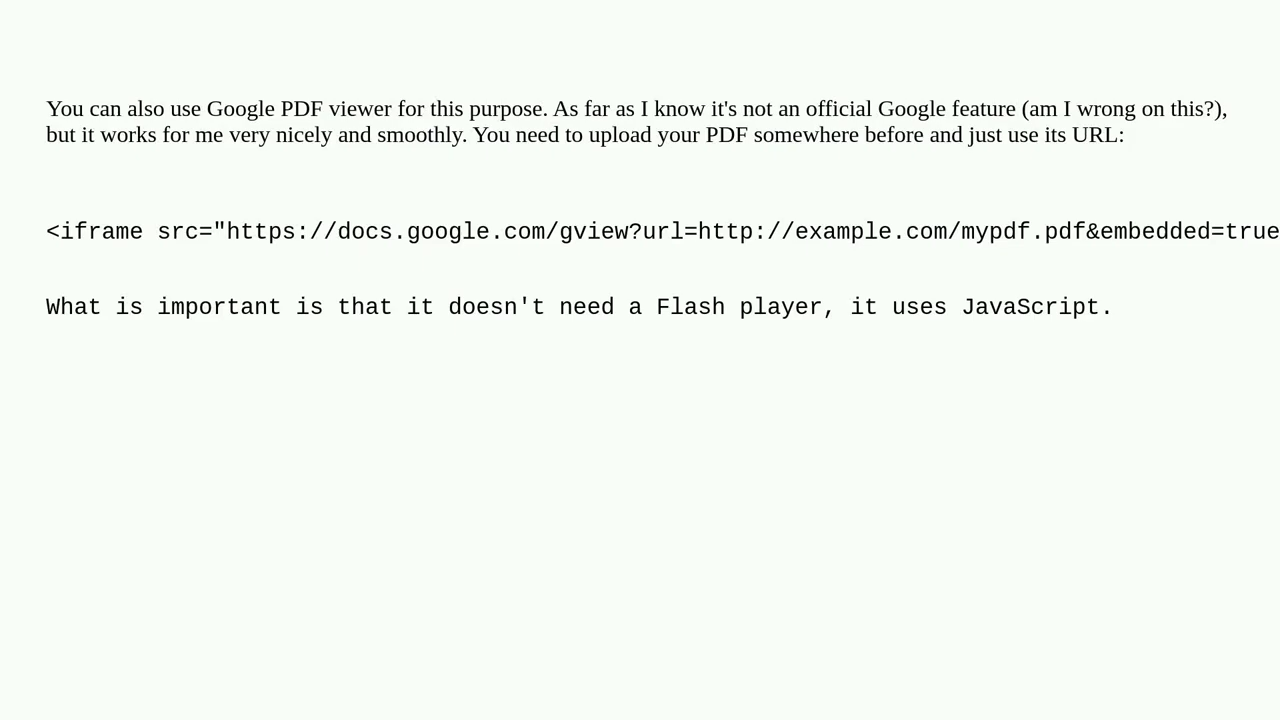 You can also use Google PDF viewer for this purpose. As far as I know it's not an official Google feature (am I wrong on this?),
but it works for me very nicely and smoothly. You need to upload your PDF somewhere before and just use its URL:
<iframe src="https://docs.google.com/gview?url=http://example.com/mypdf.pdf&embedded=true
What is important is that it doesn't need a Flash player, it uses JavaScript.